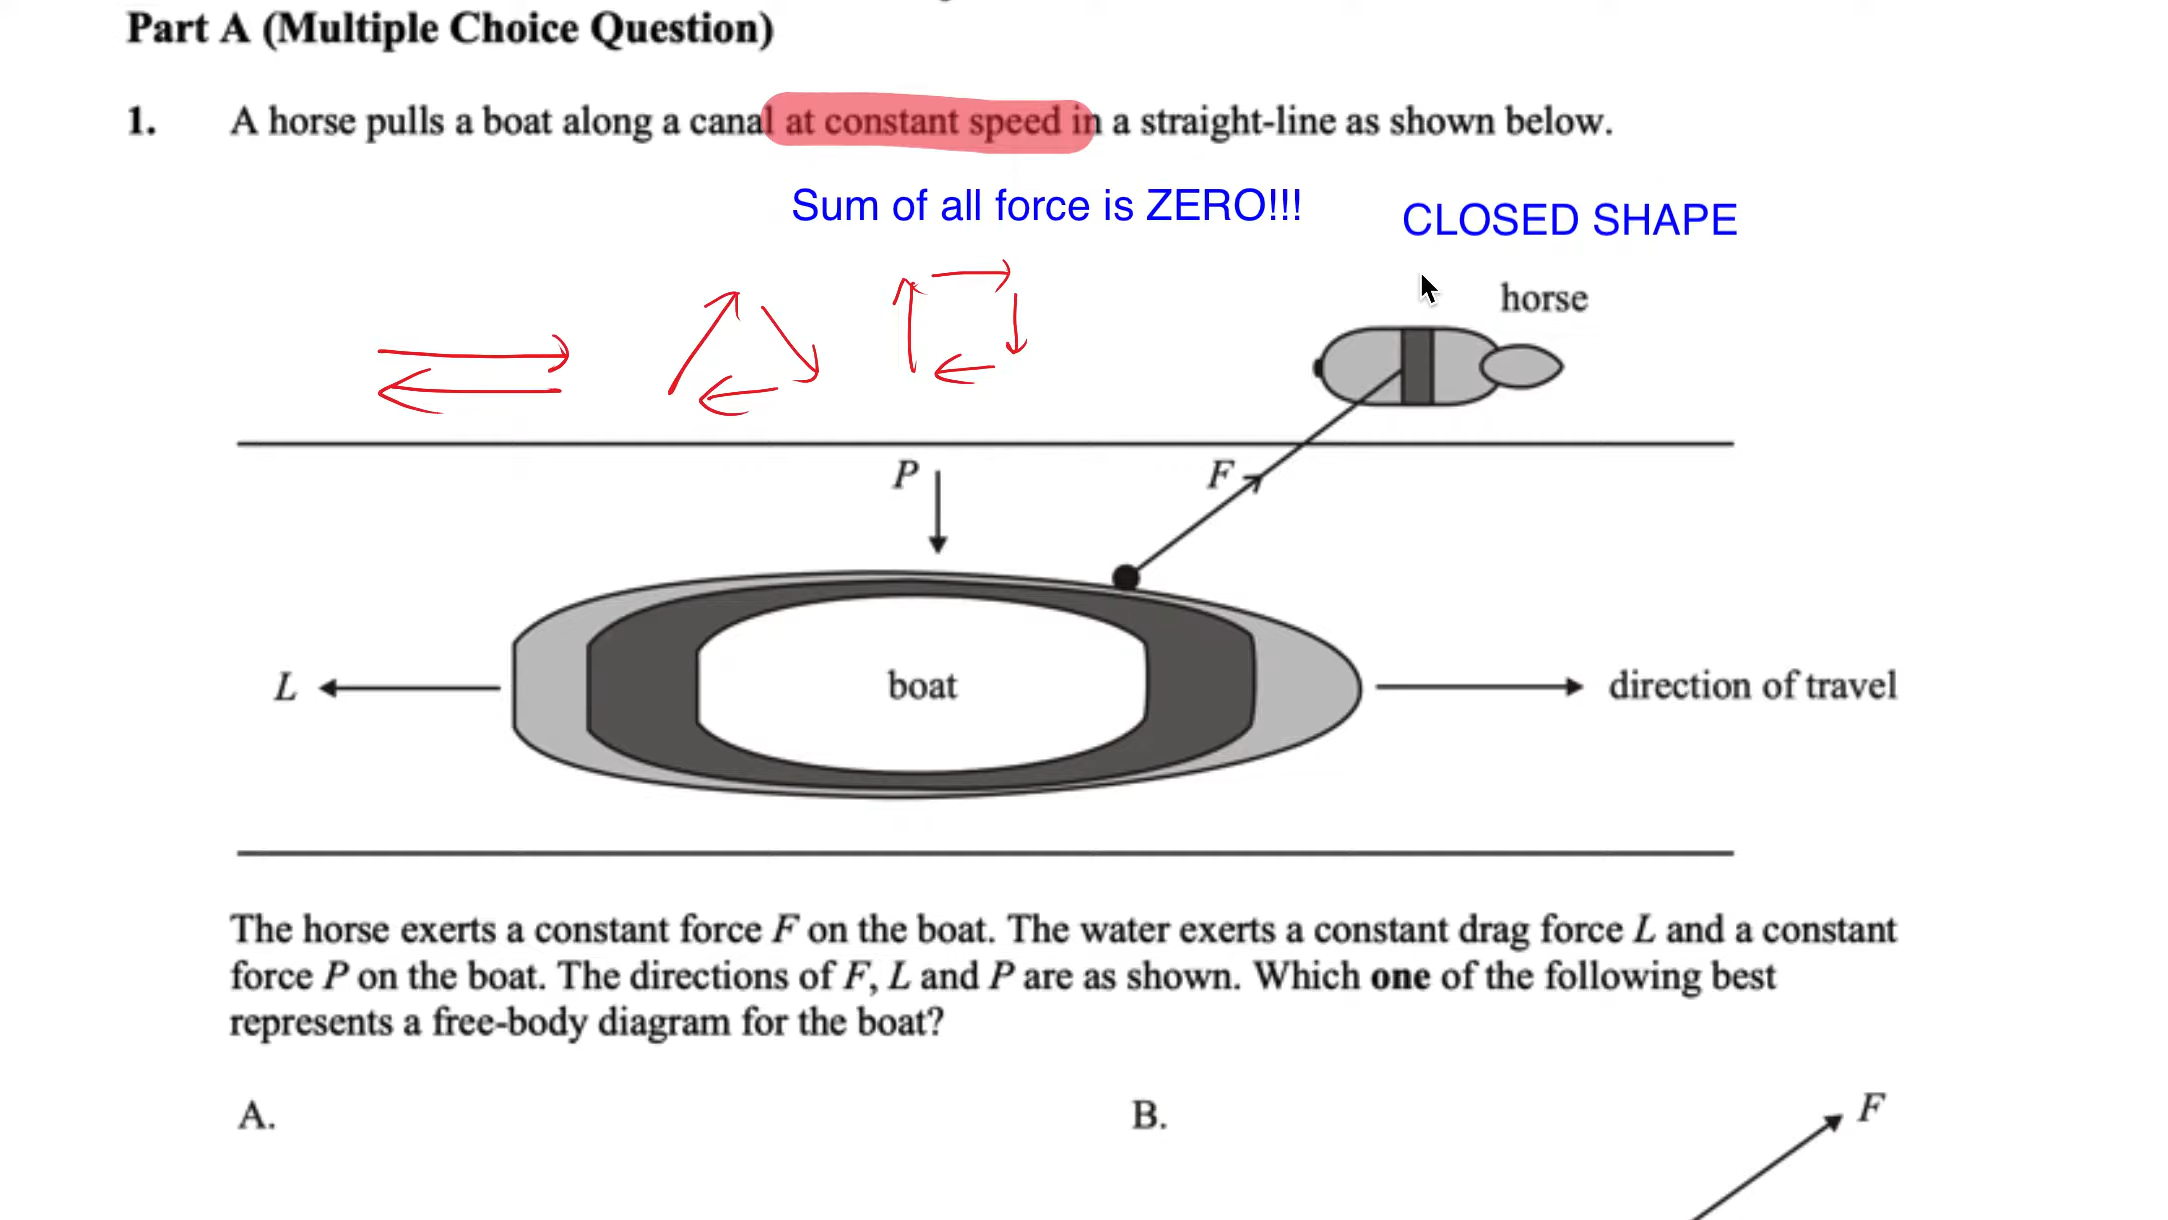 Part A (Multiple Choice Question)
1. A horse pulls a boat along a canal at constant speed in a straight-line as shown below.
Sum of all force is ZERO!!!
CLOSED SHAPE
horse
P
F
L
boat
direction of travel
The horse exerts a constant force F on the boat. The water exerts a constant drag force L and a constant
force P on the boat. The directions of F, L and P are as shown. Which one of the following best
represents a free-body diagram for the boat?
A.
B.
F